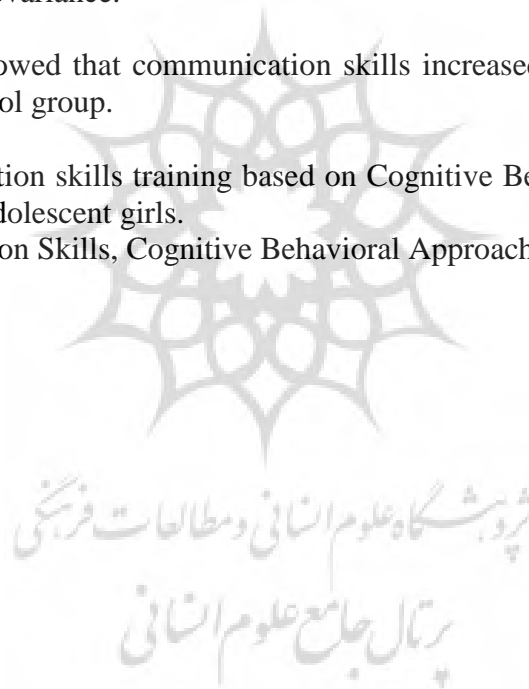 variance.
owed that communication skills increased
ol group.
tion skills training based on Cognitive Be
dolescent girls.
on Skills, Cognitive Behavioral Approach
پژوهشگاه علوم انسانی و مطالعات فرهنگی
پرتال جامع علوم انسانی